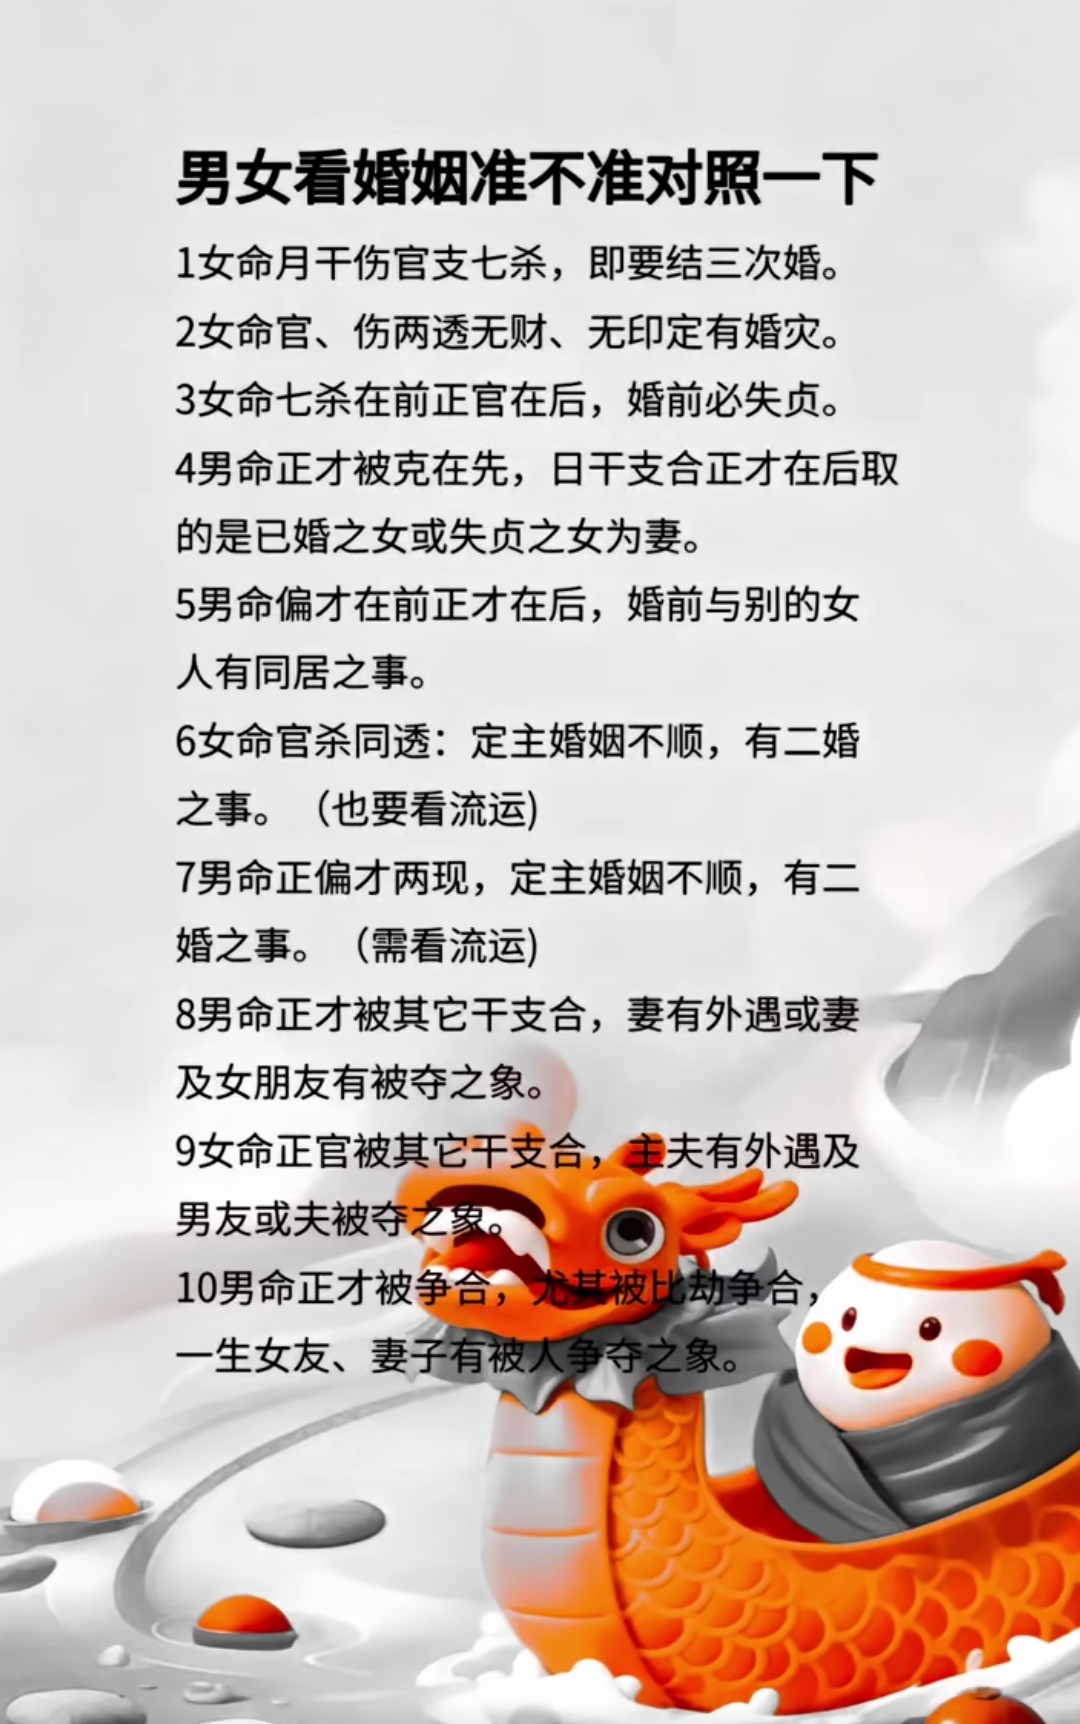 男女看婚姻准不准对照一下
1女命月干伤官支七杀，即要结三次婚。
2女命官、伤两透无财、无印定有婚灾。
3女命七杀在前正官在后，婚前必失贞。
4男命正才被克在先，日干支合正才在后取
的是已婚之女或失贞之女为妻。
5男命偏才在前正才在后，婚前与别的女
人有同居之事。
6女命官杀同透：定主婚姻不顺，有二婚
之事。（也要看流运)
7男命正偏才两现，定主婚姻不顺，有二
婚之事。（需看流运)
8男命正才被其它干支合，妻有外遇或妻
及女朋友有被夺之象。
9女命正官被其它干支合，主夫有外遇及
男友或夫被夺之象。
10男命正才被争合，尤其被比劫争合，
一生女友、妻子有被人争夺之象。